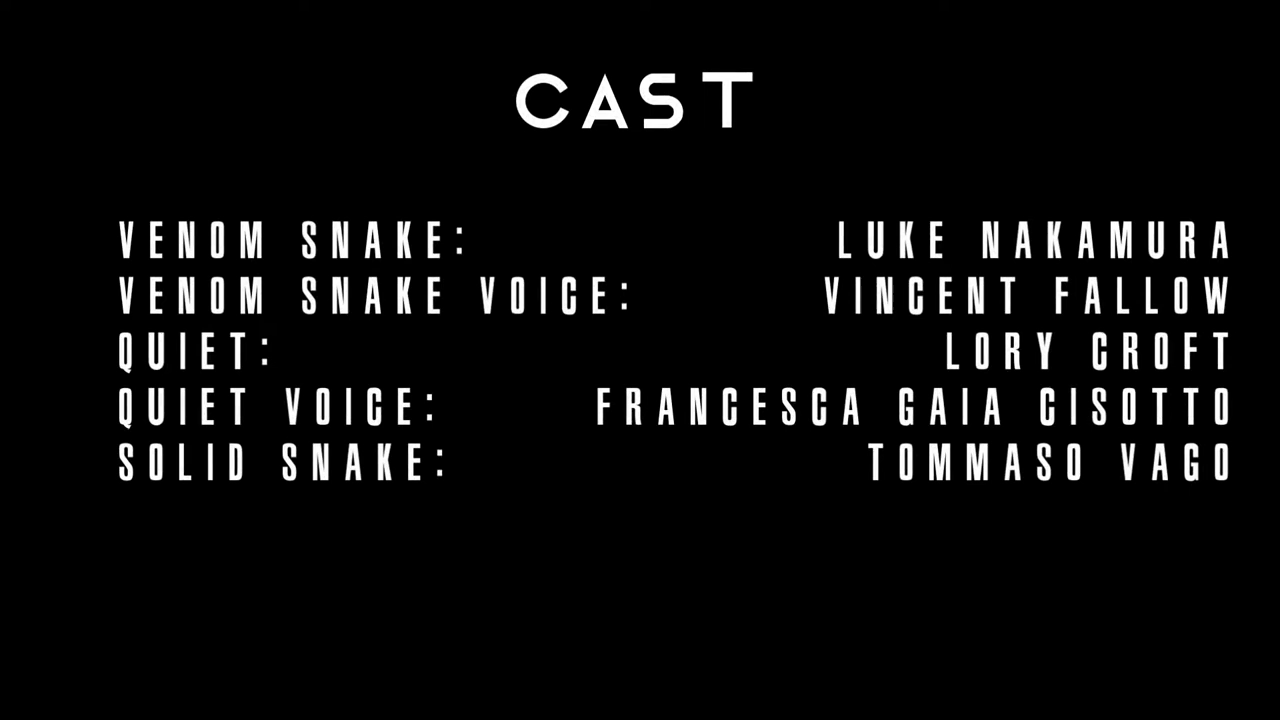 CAST
VENOM SNAKE: LUKE NAKAMURA
VENOM SNAKE VOICE: VINCENT FALLOW
QUIET: LORY CROFT
QUIET VOICE: FRANCESCA GAIA CISOTTO
SOLID SNAKE: TOMMASO VAGO